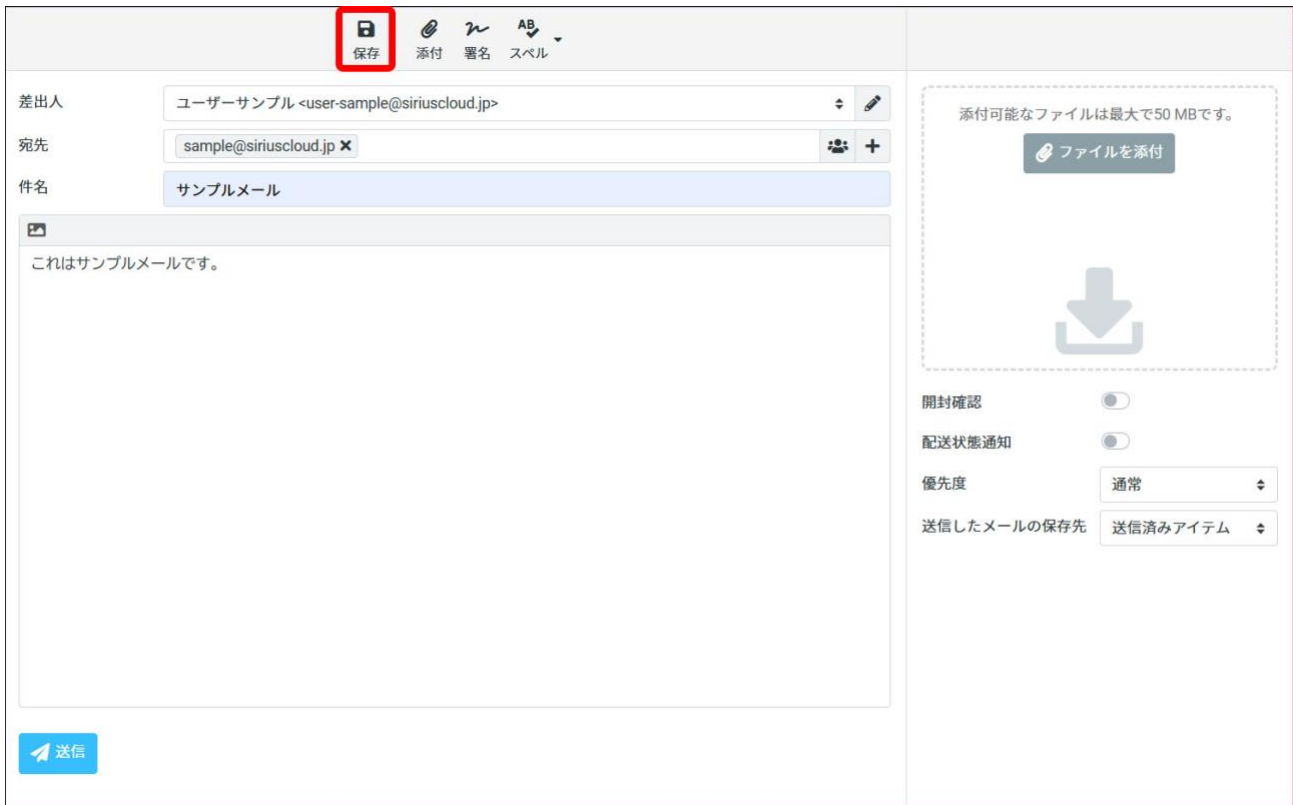 保存 添付 署名 スペル
差出人 ユーザーサンプル <user-sample@siriuscloud.jp>
宛先 sample@siriuscloud.jp
件名 サンプルメール
これはサンプルメールです。
送信
添付可能なファイルは最大で50 MBです。
ファイルを添付
開封確認
配送状態通知
優先度 通常
送信したメールの保存先 送信済みアイテム